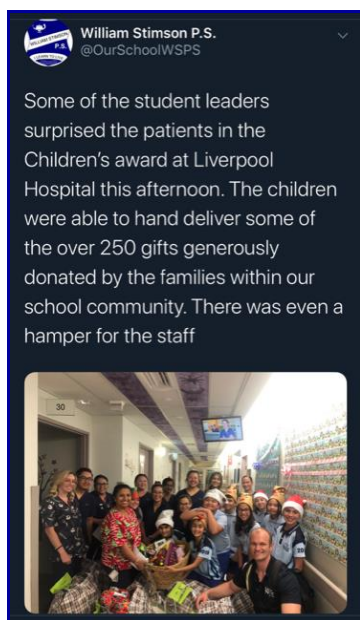 William Stimson P.S.
@OurSchoolWSPS
WILLIAM STIMSON
P.S.
Some of the student leaders
surprised the patients in the
Children's award at Liverpool
Hospital this afternoon. The children
were able to hand deliver some of
the over 250 gifts generously
donated by the families within our
school community. There was even a
hamper for the staff
30